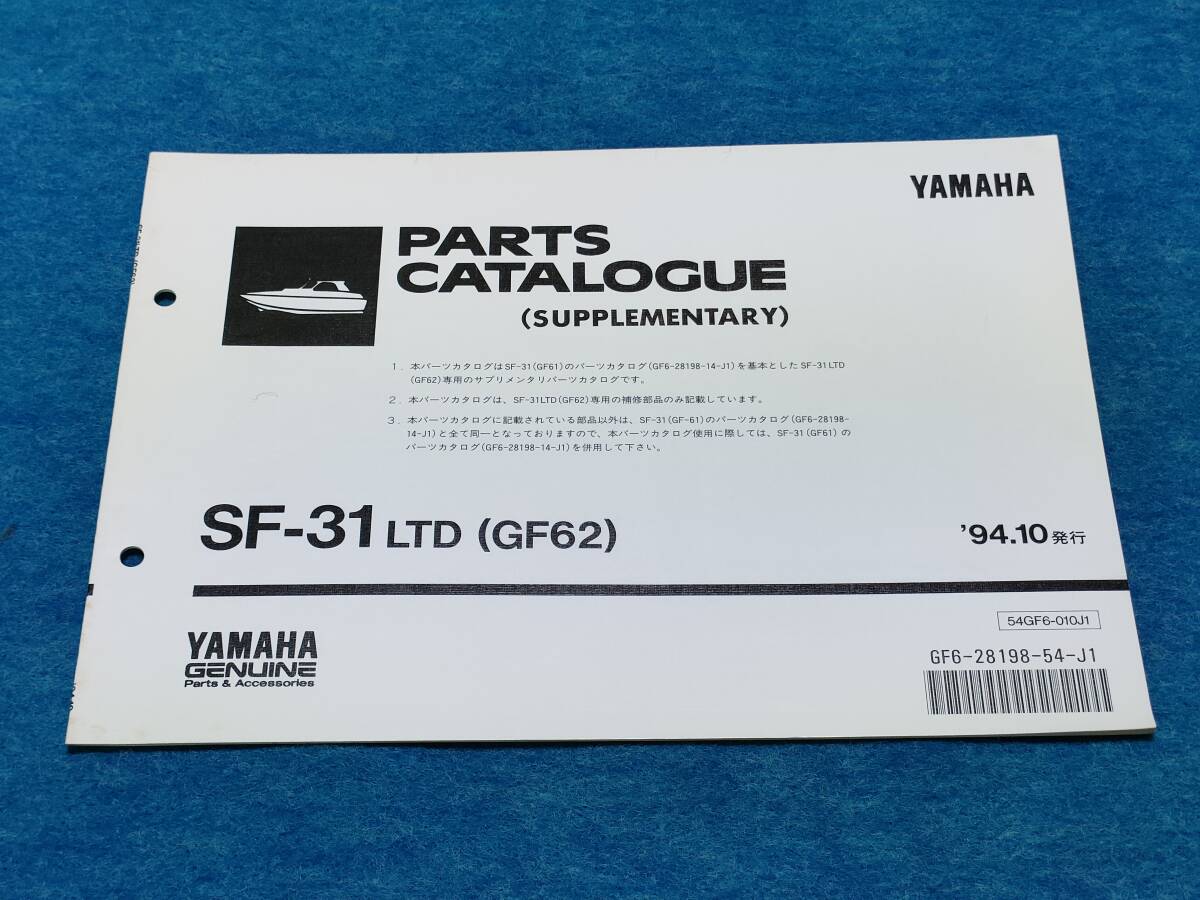 YAMAHA
PARTS
CATALOGUE
(SUPPLEMENTARY)
1. 本パーツカタログはSF-31(GF61)のパーツカタログ(GF6-28198-14-J1)を基本としたSF-31LTD
(GF62)専用のサプリメンタリパーツカタログです。
2. 本パーツカタログは、SF-31LTD(GF62)専用の補修部品のみ記載しています。
3. 本パーツカタログに記載されている部品以外は、SF-31(GF-61)のパーツカタログ(GF6-28198-
14-J1)と全て同一となっておりますので、本パーツカタログ使用に際しては、SF-31(GF61)の
パーツカタログ(GF6-28198-14-J1)を併用して下さい。
SF-31 LTD (GF62)
'94.10発行
54GF6-010J1
GF6-28198-54-J1
YAMAHA
GENUINE
Parts & Accessories